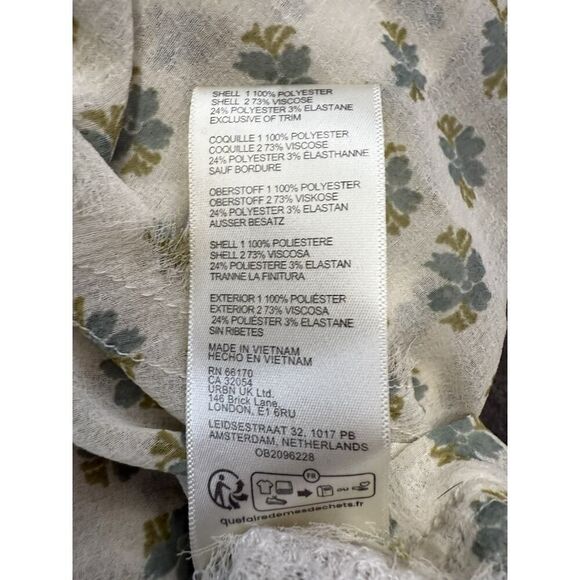 SHELL 1 100% POLYESTER
SHELL 2 73% VISCOSE
24% POLYESTER 3% ELASTANE
EXCLUSIVE OF TRIM
COQUILLE 1 100% POLYESTER
COQUILLE 2 73% VISCOSE
24% POLYESTER 3% ÉLASTHANNE
SAUF BORDURE
OBERSTOFF 1 100% POLYESTER
OBERSTOFF 2 73% VISKOSE
24% POLYESTER 3% ELASTAN
AUSSER BESATZ
SHELL 1 100% POLIESTERE
SHELL 2 73% VISCOSA
24% POLIESTERE 3% ELASTAN
TRANNE LA FINITURA
EXTERIOR 1 100% POLIÉSTER
EXTERIOR 2 73% VISCOSA
24% POLIÉSTER 3% ELASTANE
SIN RIBETES
MADE IN VIETNAM
HECHO EN VIETNAM
RN 66170
CA 32054
URBN UK Ltd.
146 Brick Lane,
LONDON, E1 6RU
LEIDSESTRAAT 32, 1017 PB
AMSTERDAM, NETHERLANDS
OB2096228
FR
OU
quefairedemesdechets.fr